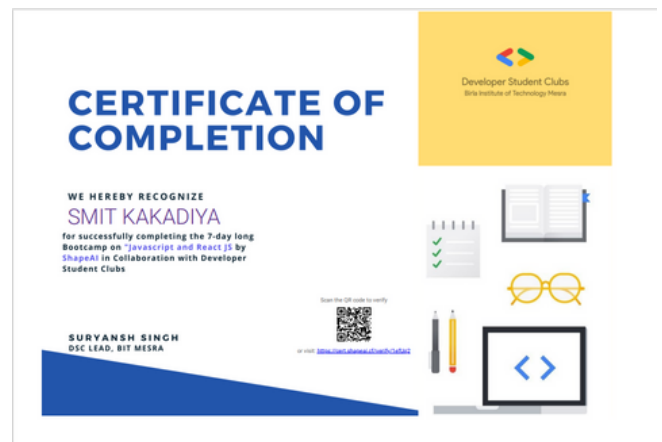 CERTIFICATE OF
COMPLETION
WE HEREBY RECOGNIZE
SMIT KAKADIYA
for successfully completing the 7-day long
Bootcamp on "Javascript and React JS by
ShapeAI in Collaboration with Developer
Student Clubs
SURYANSH SINGH
DSC LEAD, BIT MESRA
Scan the QR code to verify
or visit
Developer Student Clubs
Birla Institute of Technology Mesra